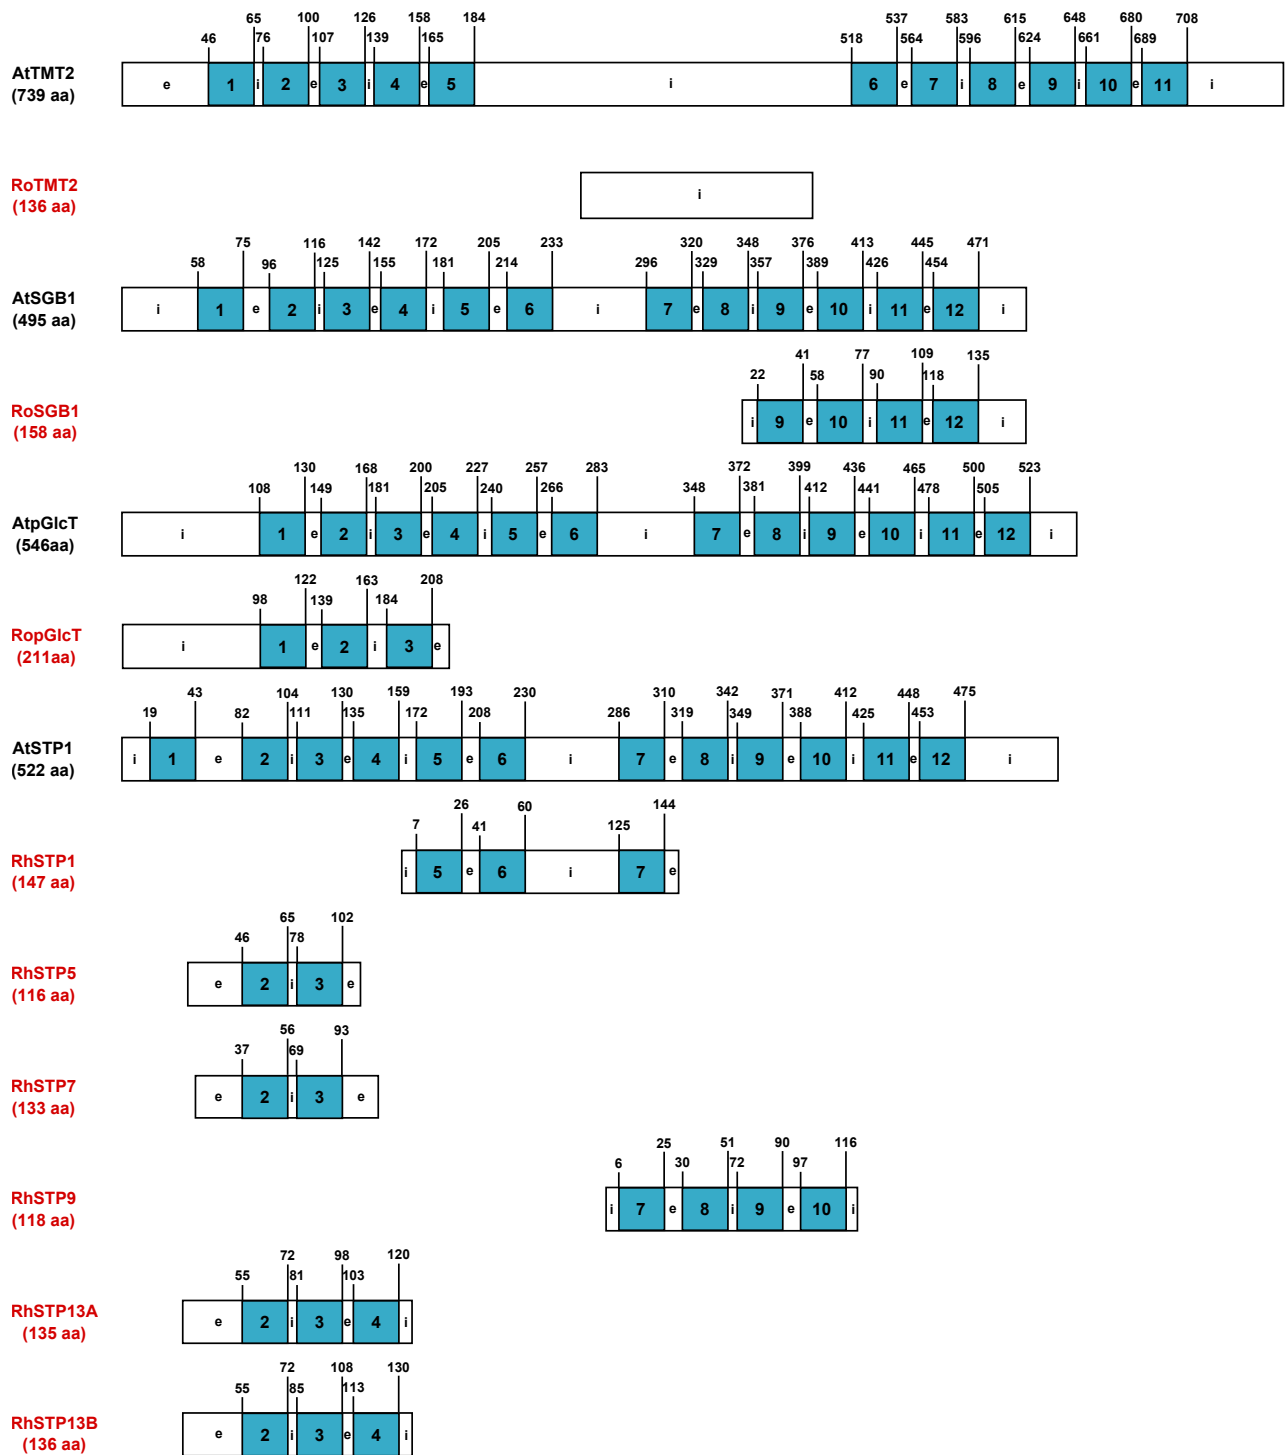 65 100 126 158 184 537 583 615 648 680 708
46 76 107 139 165 518 564 596 624 661 689
AtTMT2
(739 aa)
e 1 i 2 e 3 i 4 e 5 i 6 e 7 i 8 e 9 i 10 e 11 i
RoTMT2
(136 aa)
i
75 116 142 172 205 233 320 348 376 413 445 471
58 96 125 155 181 214 296 329 357 389 426 454
AtSGB1
(495 aa)
i 1 e 2 i 3 e 4 i 5 e 6 i 7 e 8 i 9 e 10 i 11 e 12 i
41 77 109 135
22 58 90 118
RoSGB1
(158 aa)
i 9 e 10 i 11 e 12 i
130 168 200 227 257 283 372 399 436 465 500 523
108 149 181 205 240 266 348 381 412 441 478 505
AtpGlcT
(546aa)
i 1 e 2 i 3 e 4 i 5 e 6 i 7 e 8 i 9 e 10 i 11 e 12 i
122 163 208
98 139 184
RopGlcT
(211aa)
i 1 e 2 i 3 e
43 104 130 159 193 230 310 342 371 412 448 475
19 82 111 135 172 208 286 319 349 388 425 453
AtSTP1
(522 aa)
i 1 e 2 i 3 e 4 i 5 e 6 i 7 e 8 i 9 e 10 i 11 e 12 i
26 60 144
7 41 125
RhSTP1
(147 aa)
i 5 e 6 i 7 e
65 102
46 78
RhSTP5
(116 aa)
e 2 i 3 e
56 93
37 69
RhSTP7
(133 aa)
e 2 i 3 e
25 51 90 116
6 30 72 97
RhSTP9
(118 aa)
i 7 e 8 i 9 e 10 i
72 98 120
55 81 103
RhSTP13A
(135 aa)
e 2 i 3 e 4 i
72 108 130
55 85 113
RhSTP13B
(136 aa)
e 2 i 3 e 4 i